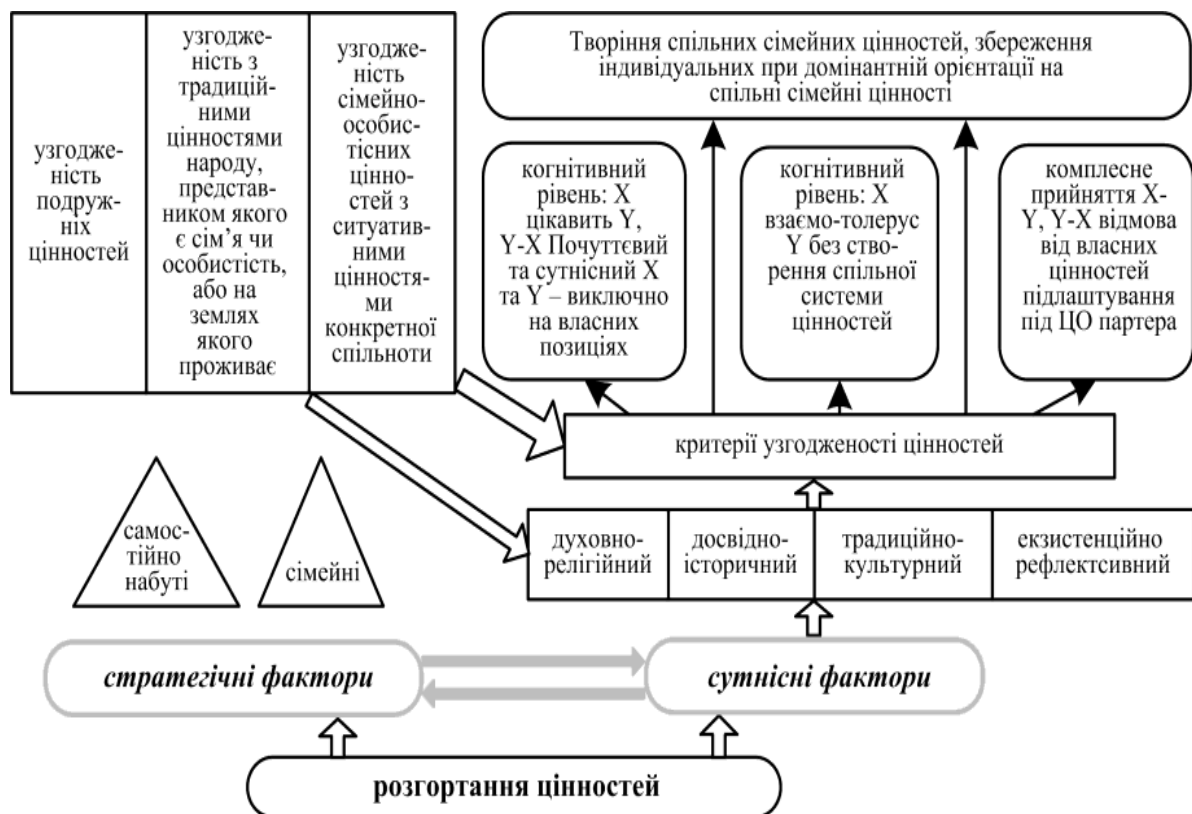 узгодже-
ність
подруж-
ніх
цінностей
узгодже-
ність з
традицій-
ними
цінностями
народу,
представ-
ником якого
є сім’я чи
особистість,
або на
землях
якого
проживає
узгодже-
ність
сімейно-
особис-
тісних
цінно-
стей з
ситуатив-
ними
цінностя-
ми
конкретної
спільноти
Творіння спільних сімейних цінностей, збереження
індивідуальних при домінантній орієнтації на
спільні сімейні цінності
когнітивний
рівень: X
цікавить Y,
Y-X Почуттєвий
та сутнісний X
та Y – виключно
на власних
позиціях
когнітивний
рівень: X
взаємо-толерус
Y без ство-
рення спільної
системи
цінностей
комплесне
прийняття X-
Y, Y-X відмова
від власних
цінностей
підлаштування
під ЦО партера
критерії узгодженості цінностей
самос-
тійно
набуті
сімейні
духовно-
релігійний
досвідно-
історичний
традиційно-
культурний
екзистенційно
рефлектсивний
стратегічні фактори
сутнісні фактори
розгортання цінностей